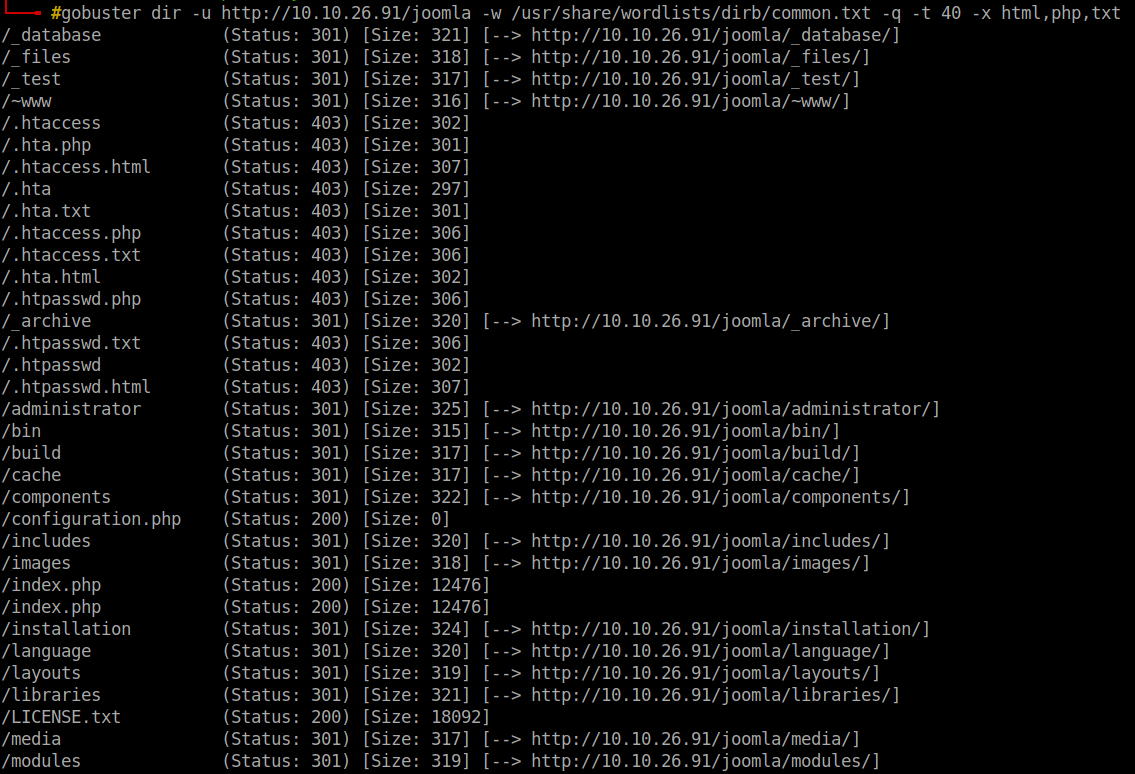 #gobuster dir -u http://10.10.26.91/joomla -w /usr/share/wordlists/dirb/common.txt -q -t 40 -x html,php,txt
/_database            (Status: 301) [Size: 321] [--> http://10.10.26.91/joomla/_database/]
/_files               (Status: 301) [Size: 318] [--> http://10.10.26.91/joomla/_files/]
/_test                (Status: 301) [Size: 317] [--> http://10.10.26.91/joomla/_test/]
/~www                 (Status: 301) [Size: 316] [--> http://10.10.26.91/joomla/~www/]
/.htaccess            (Status: 403) [Size: 302]
/.hta.php             (Status: 403) [Size: 301]
/.htaccess.html       (Status: 403) [Size: 307]
/.hta                 (Status: 403) [Size: 297]
/.hta.txt             (Status: 403) [Size: 301]
/.htaccess.php        (Status: 403) [Size: 306]
/.htaccess.txt        (Status: 403) [Size: 306]
/.hta.html            (Status: 403) [Size: 302]
/.htpasswd.php        (Status: 403) [Size: 306]
/_archive             (Status: 301) [Size: 320] [--> http://10.10.26.91/joomla/_archive/]
/.htpasswd.txt        (Status: 403) [Size: 306]
/.htpasswd            (Status: 403) [Size: 302]
/.htpasswd.html       (Status: 403) [Size: 307]
/administrator        (Status: 301) [Size: 325] [--> http://10.10.26.91/joomla/administrator/]
/bin                  (Status: 301) [Size: 315] [--> http://10.10.26.91/joomla/bin/]
/build                (Status: 301) [Size: 317] [--> http://10.10.26.91/joomla/build/]
/cache                (Status: 301) [Size: 317] [--> http://10.10.26.91/joomla/cache/]
/components           (Status: 301) [Size: 322] [--> http://10.10.26.91/joomla/components/]
/configuration.php    (Status: 200) [Size: 0]
/includes             (Status: 301) [Size: 320] [--> http://10.10.26.91/joomla/includes/]
/images               (Status: 301) [Size: 318] [--> http://10.10.26.91/joomla/images/]
/index.php            (Status: 200) [Size: 12476]
/index.php            (Status: 200) [Size: 12476]
/installation         (Status: 301) [Size: 324] [--> http://10.10.26.91/joomla/installation/]
/language             (Status: 301) [Size: 320] [--> http://10.10.26.91/joomla/language/]
/layouts              (Status: 301) [Size: 319] [--> http://10.10.26.91/joomla/layouts/]
/libraries            (Status: 301) [Size: 321] [--> http://10.10.26.91/joomla/libraries/]
/LICENSE.txt          (Status: 200) [Size: 18092]
/media                (Status: 301) [Size: 317] [--> http://10.10.26.91/joomla/media/]
/modules              (Status: 301) [Size: 319] [--> http://10.10.26.91/joomla/modules/]